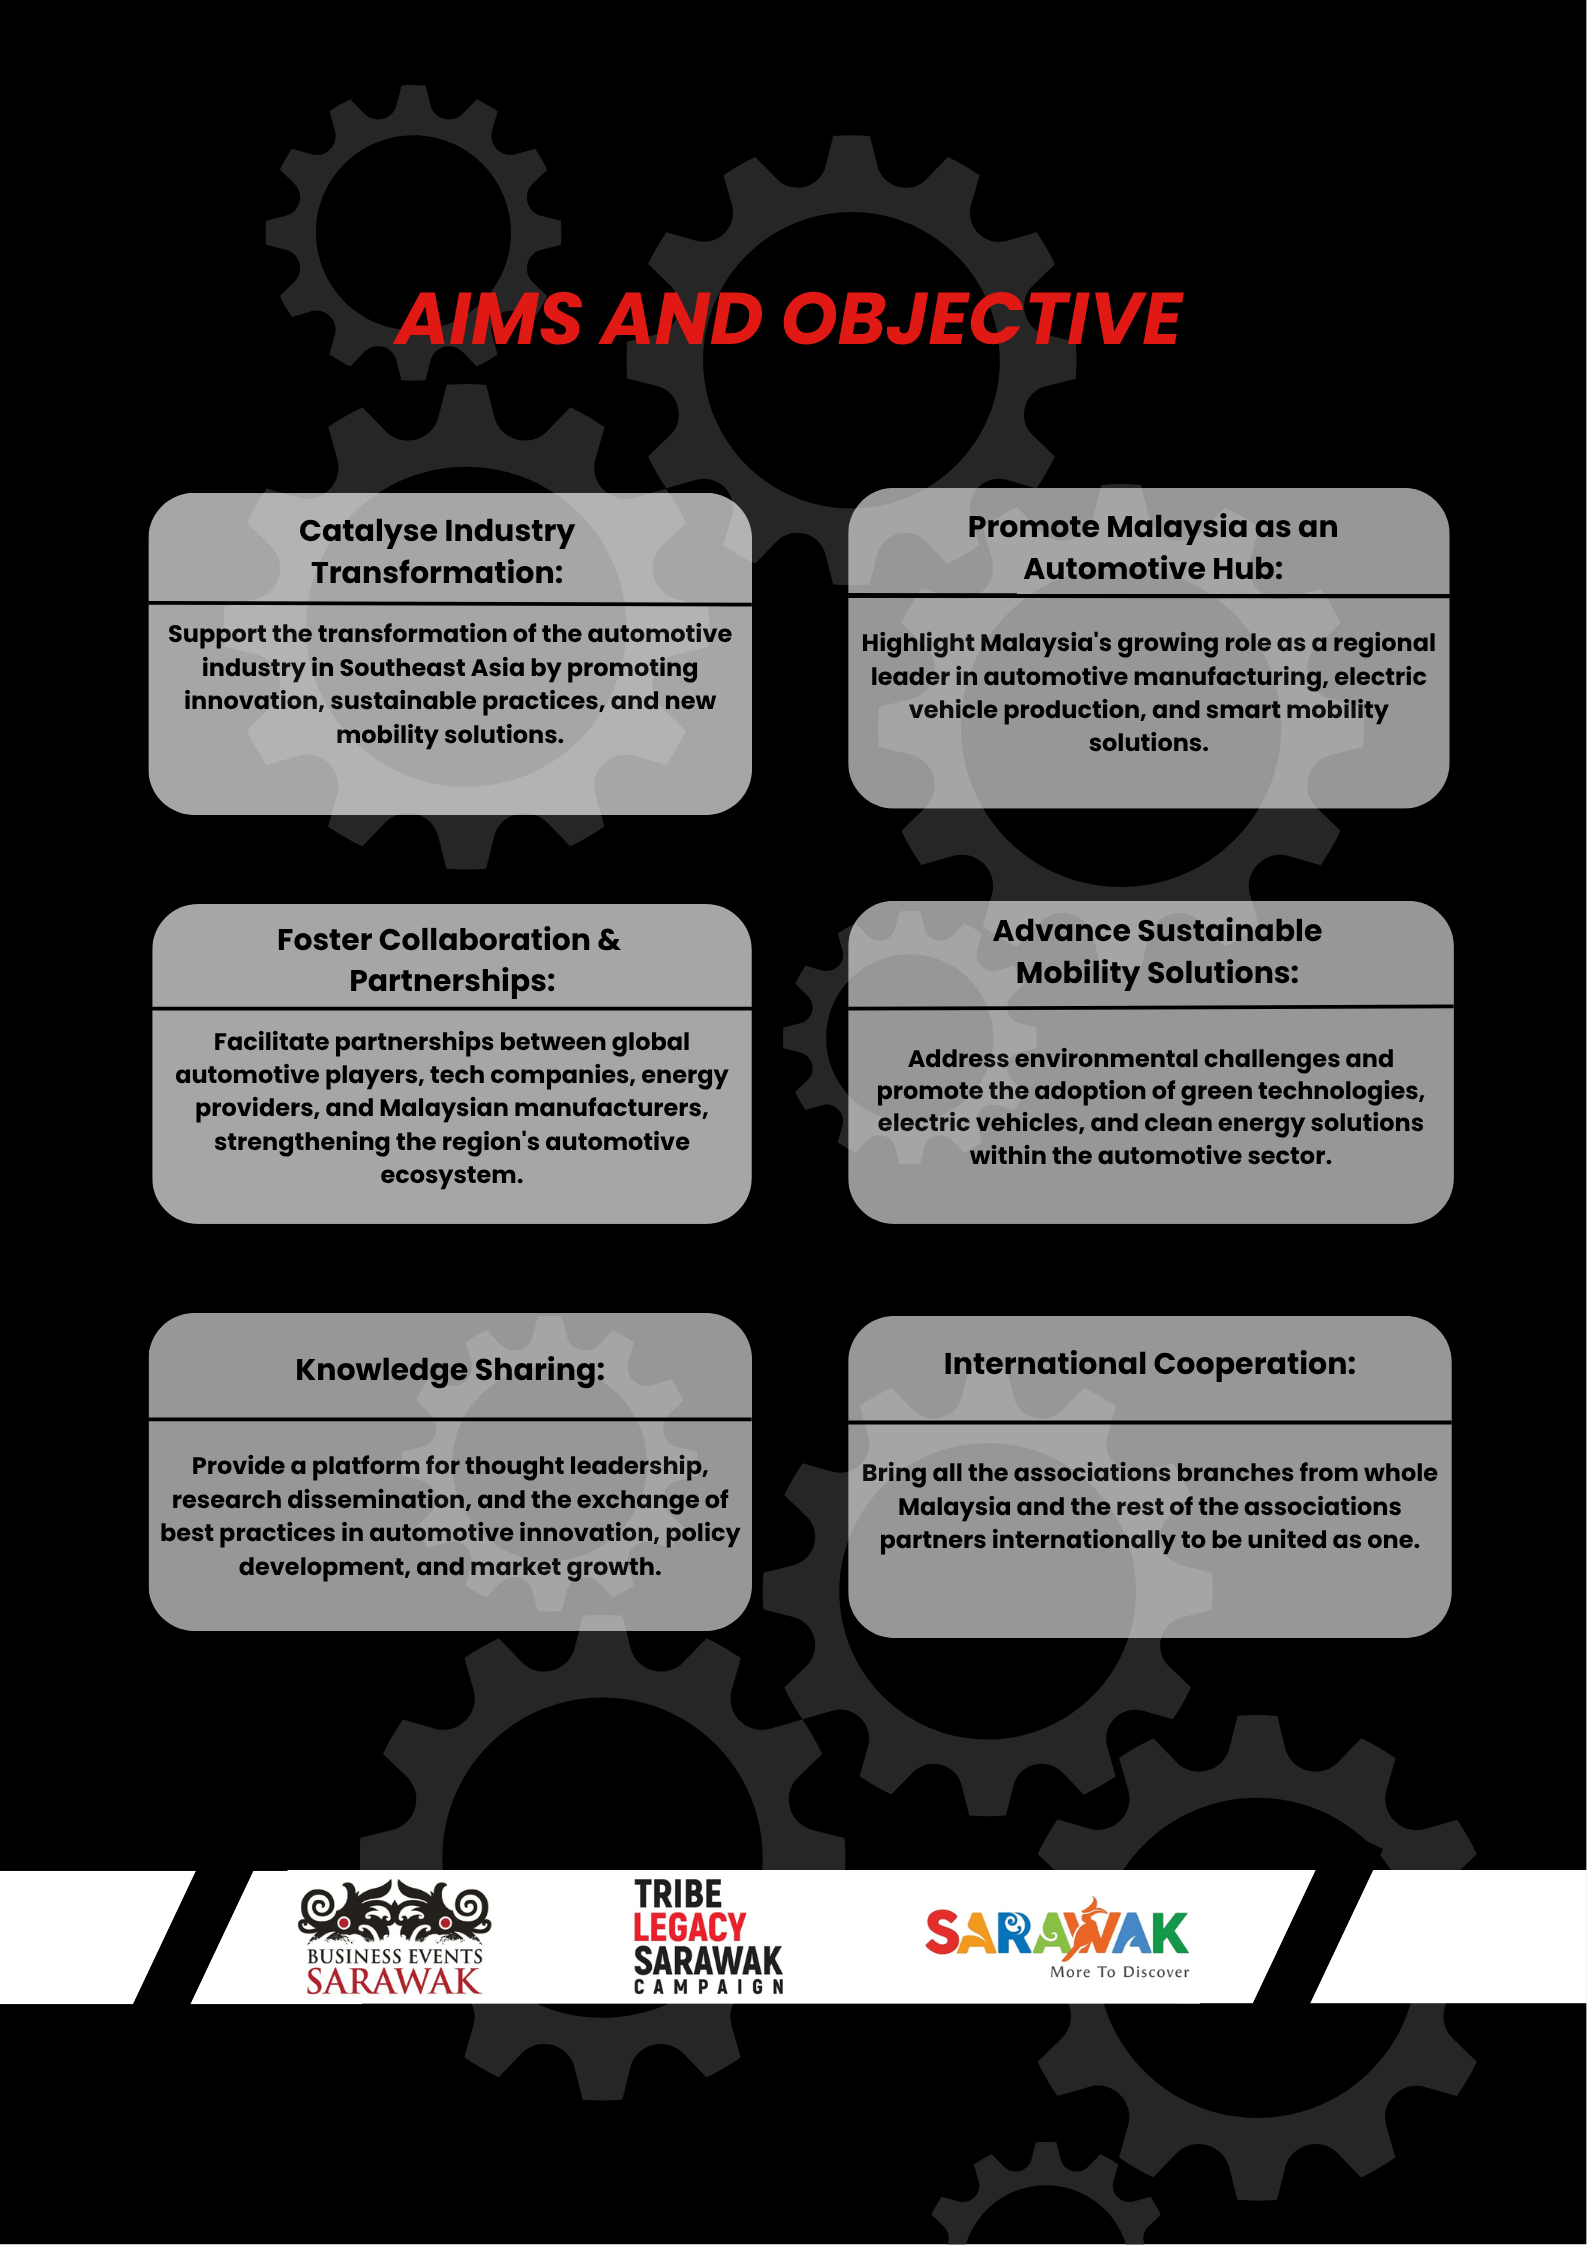 AIMS AND OBJECTIVE
Catalyse Industry
Transformation:
Support the transformation of the automotive
industry in Southeast Asia by promoting
innovation, sustainable practices, and new
mobility solutions.
Promote Malaysia as an
Automotive Hub:
Highlight Malaysia's growing role as a regional
leader in automotive manufacturing, electric
vehicle production, and smart mobility
solutions.
Foster Collaboration &
Partnerships:
Facilitate partnerships between global
automotive players, tech companies, energy
providers, and Malaysian manufacturers,
strengthening the region's automotive
ecosystem.
Advance Sustainable
Mobility Solutions:
Address environmental challenges and
promote the adoption of green technologies,
electric vehicles, and clean energy solutions
within the automotive sector.
Knowledge Sharing:
Provide a platform for thought leadership,
research dissemination, and the exchange of
best practices in automotive innovation, policy
development, and market growth.
International Cooperation:
Bring all the associations branches from whole
Malaysia and the rest of the associations
partners internationally to be united as one.
BUSINESS EVENTS
SARAWAK
TRIBE
LEGACY
SARAWAK
CAMPAIGN
SARAWAK
More To Discover